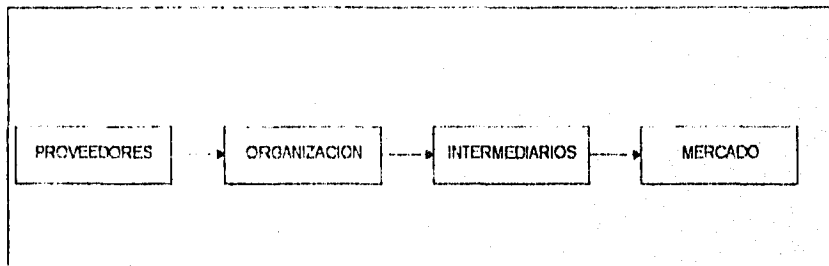 PROVEEDORES
ORGANIZACION
INTERMEDIARIOS
MERCADO